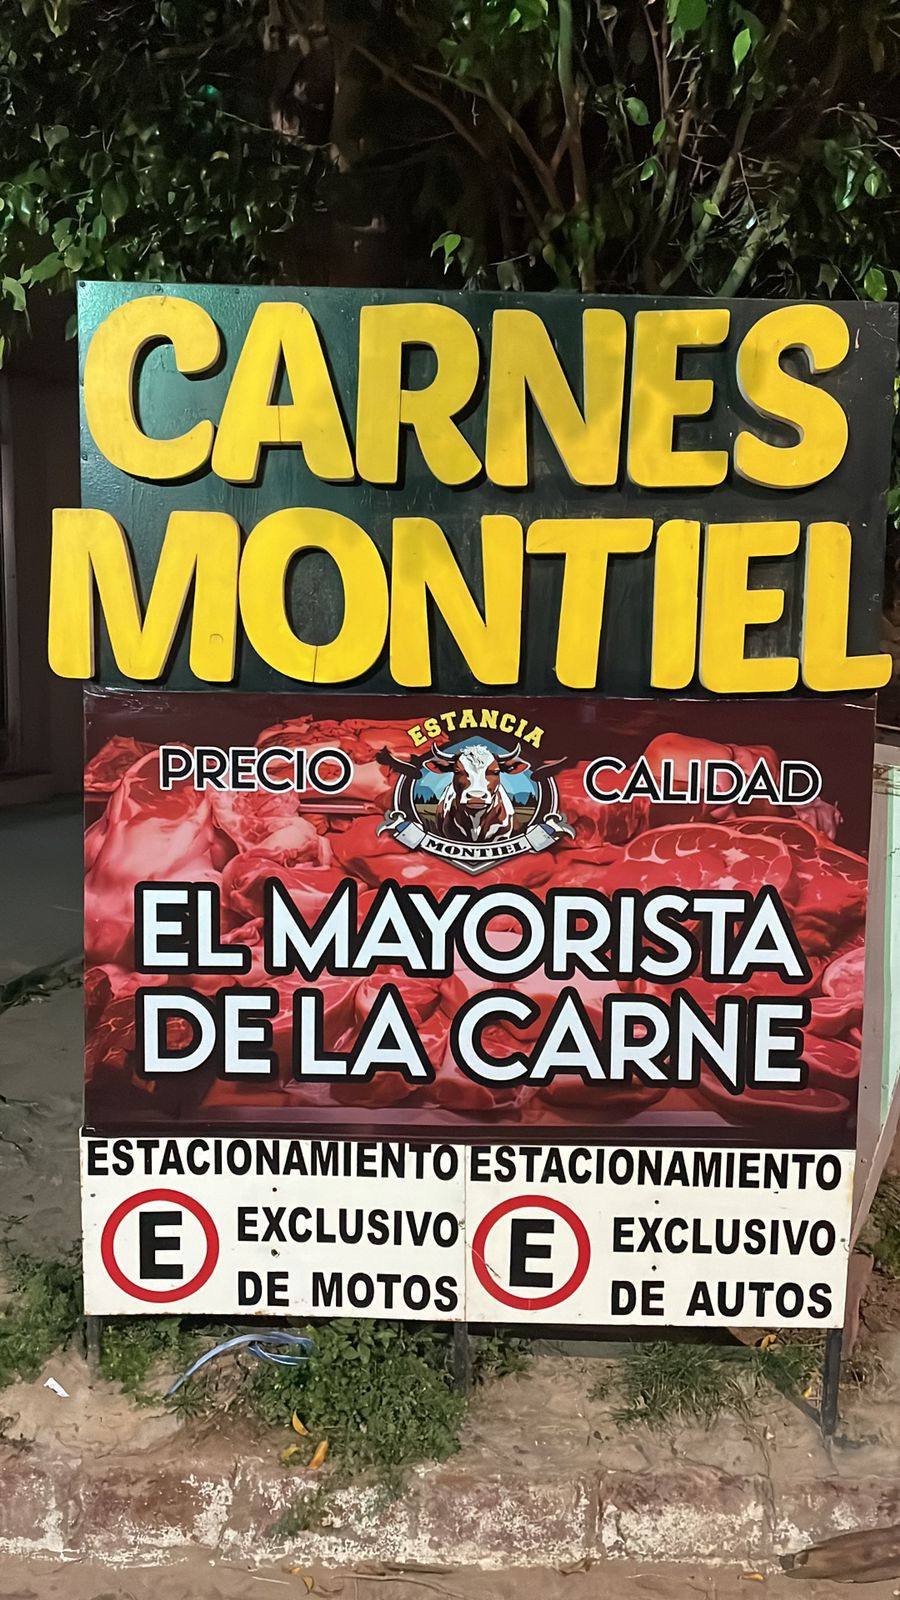 CARNES
MONTIEL
ESTANCIA
PRECIO
CALIDAD
MONTIEL
EL MAYORISTA
DE LA CARNE
ESTACIONAMIENTO
E
EXCLUSIVO
DE MOTOS
ESTACIONAMIENTO
E
EXCLUSIVO
DE AUTOS